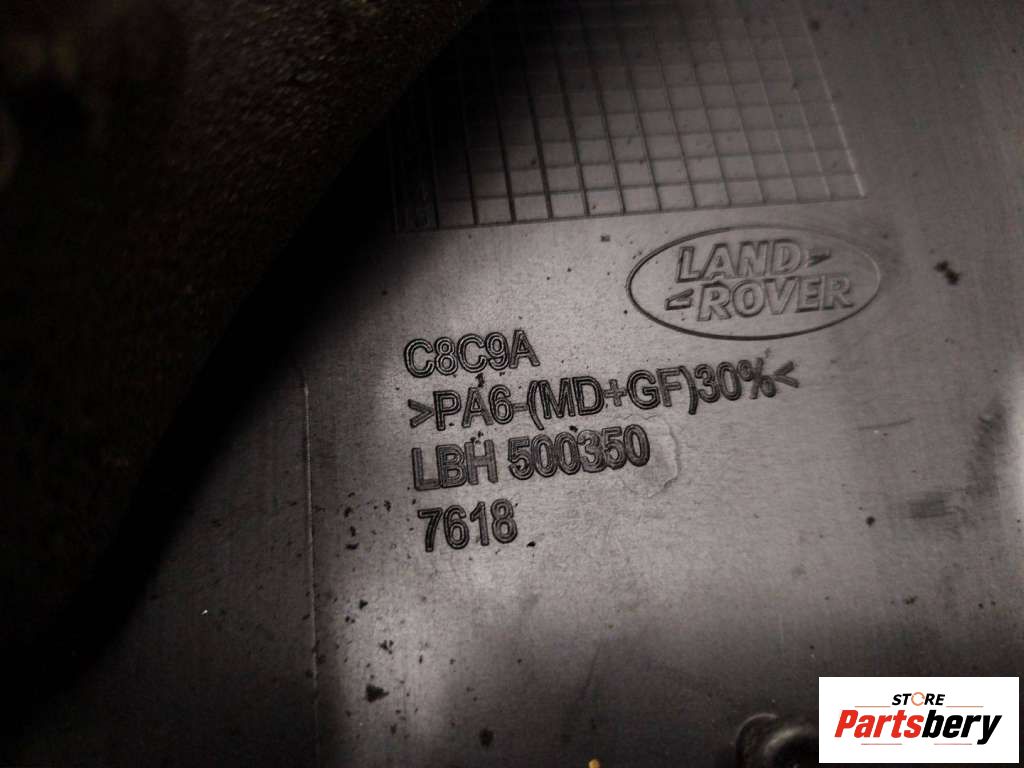 LAND
ROVER
C8C9A
>PA6-(MD+GF)30%<
LBH 500350
7618
STORE
Partsbery